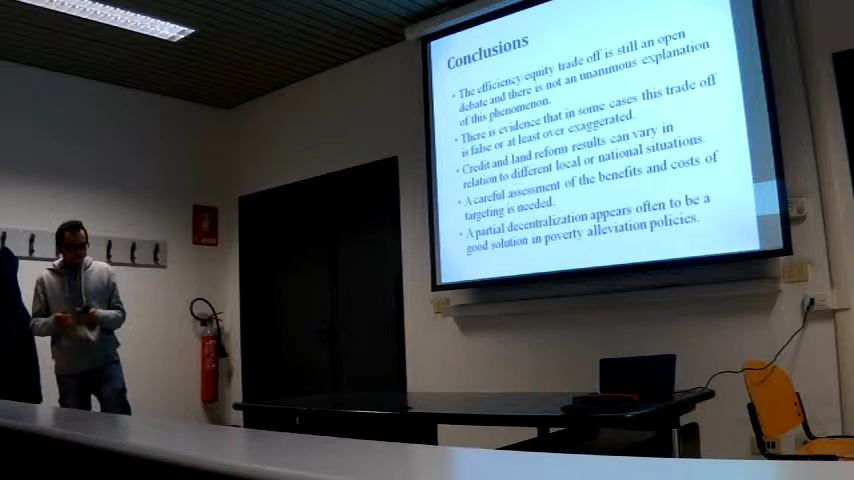 Conclusions
• The efficiency-equity trade off is still an open
debate and there is not an unanimous explanation
of this phenomenon.
• There is evidence that in some cases this trade off
is false or at least over exaggerated.
• Credit and land reform results can vary in
relation to different local or national situations.
• A careful assessment of the benefits and costs of
targeting is needed.
• A partial decentralization appears often to be a
good solution in poverty alleviation policies.